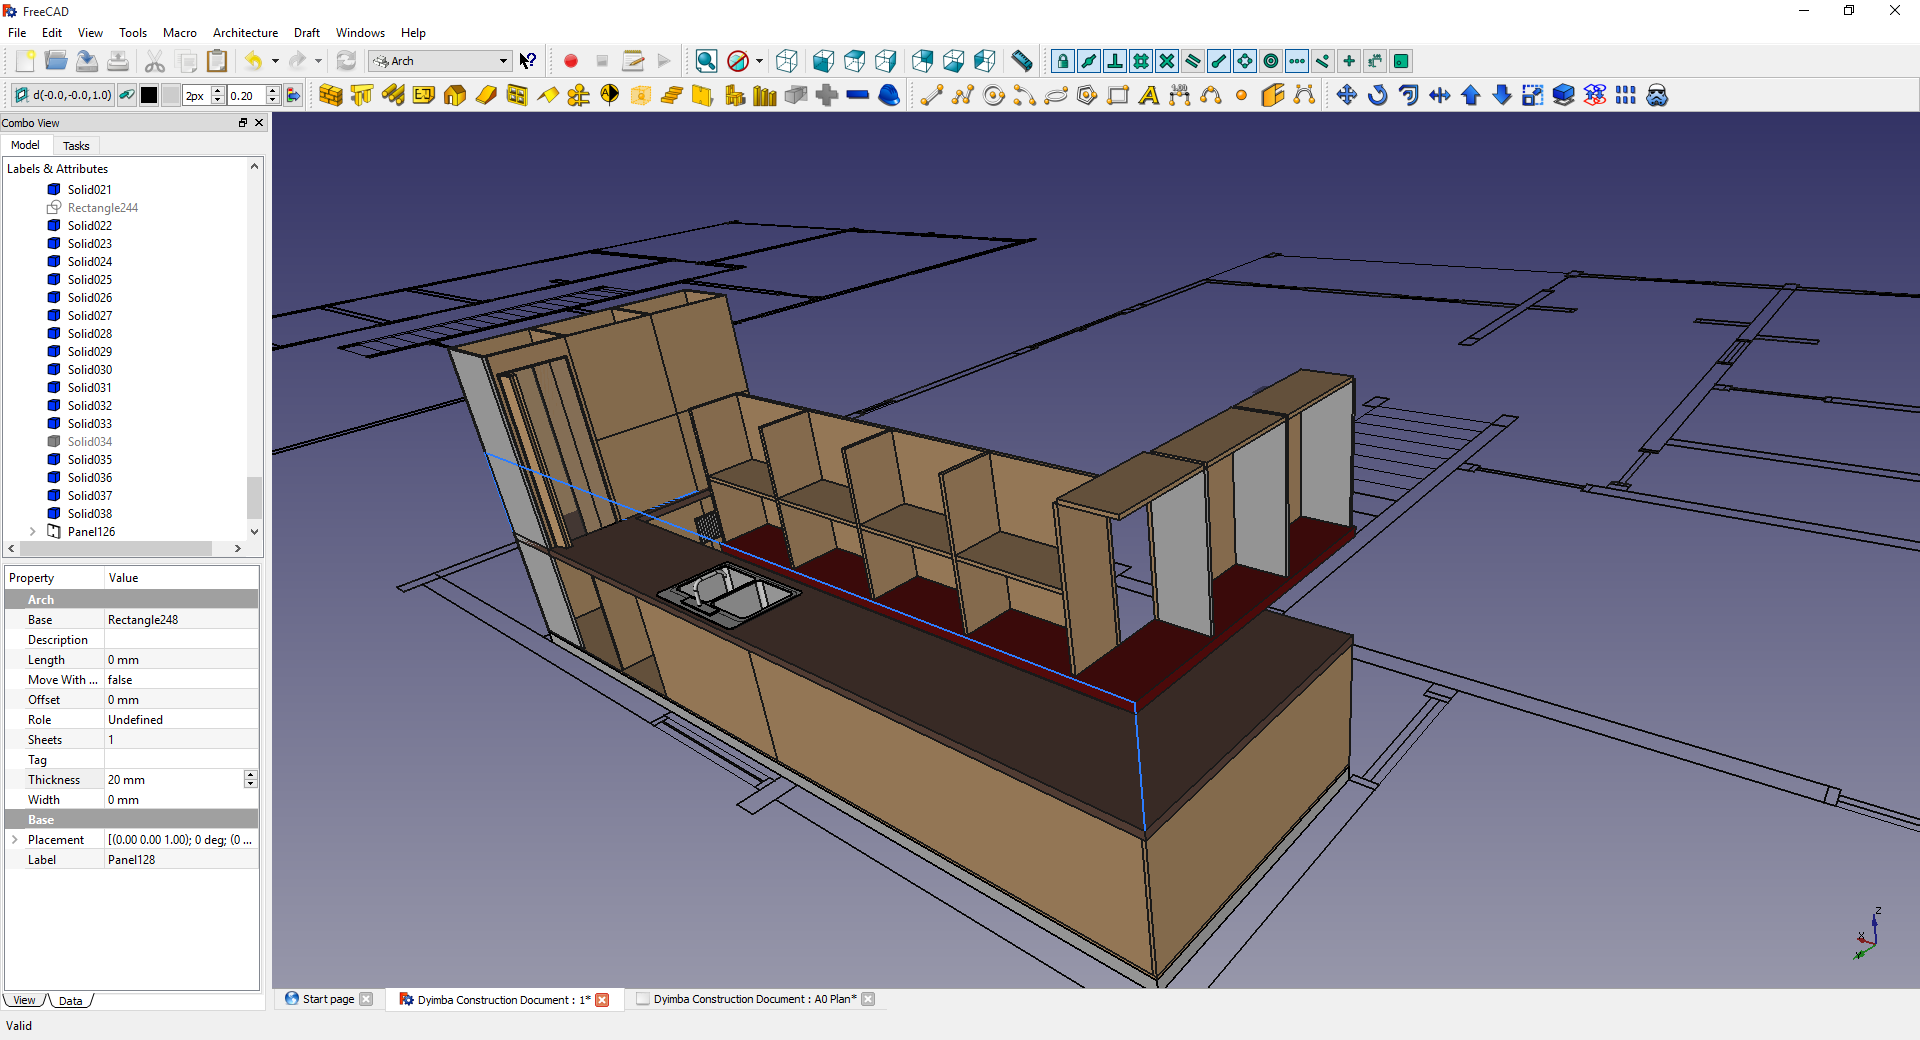 FreeCAD
File Edit View Tools Macro Architecture Draft Windows Help
Arch
d(-0.0,-0.0,1.0) 2px 0.20
Combo View
Model Tasks
Labels & Attributes
Solid021
Rectangle244
Solid022
Solid023
Solid024
Solid025
Solid026
Solid027
Solid028
Solid029
Solid030
Solid031
Solid032
Solid033
Solid034
Solid035
Solid036
Solid037
Solid038
Panel126
Property Value
Arch
Base Rectangle248
Description
Length 0 mm
Move With ... false
Offset 0 mm
Role Undefined
Sheets 1
Tag
Thickness 20 mm
Width 0 mm
Base
Placement [(0.00 0.00 1.00); 0 deg; (0 ...
Label Panel128
Z
X
Y
View Data
Start page Dyimba Construction Document : 1* Dyimba Construction Document : A0 Plan*
Valid